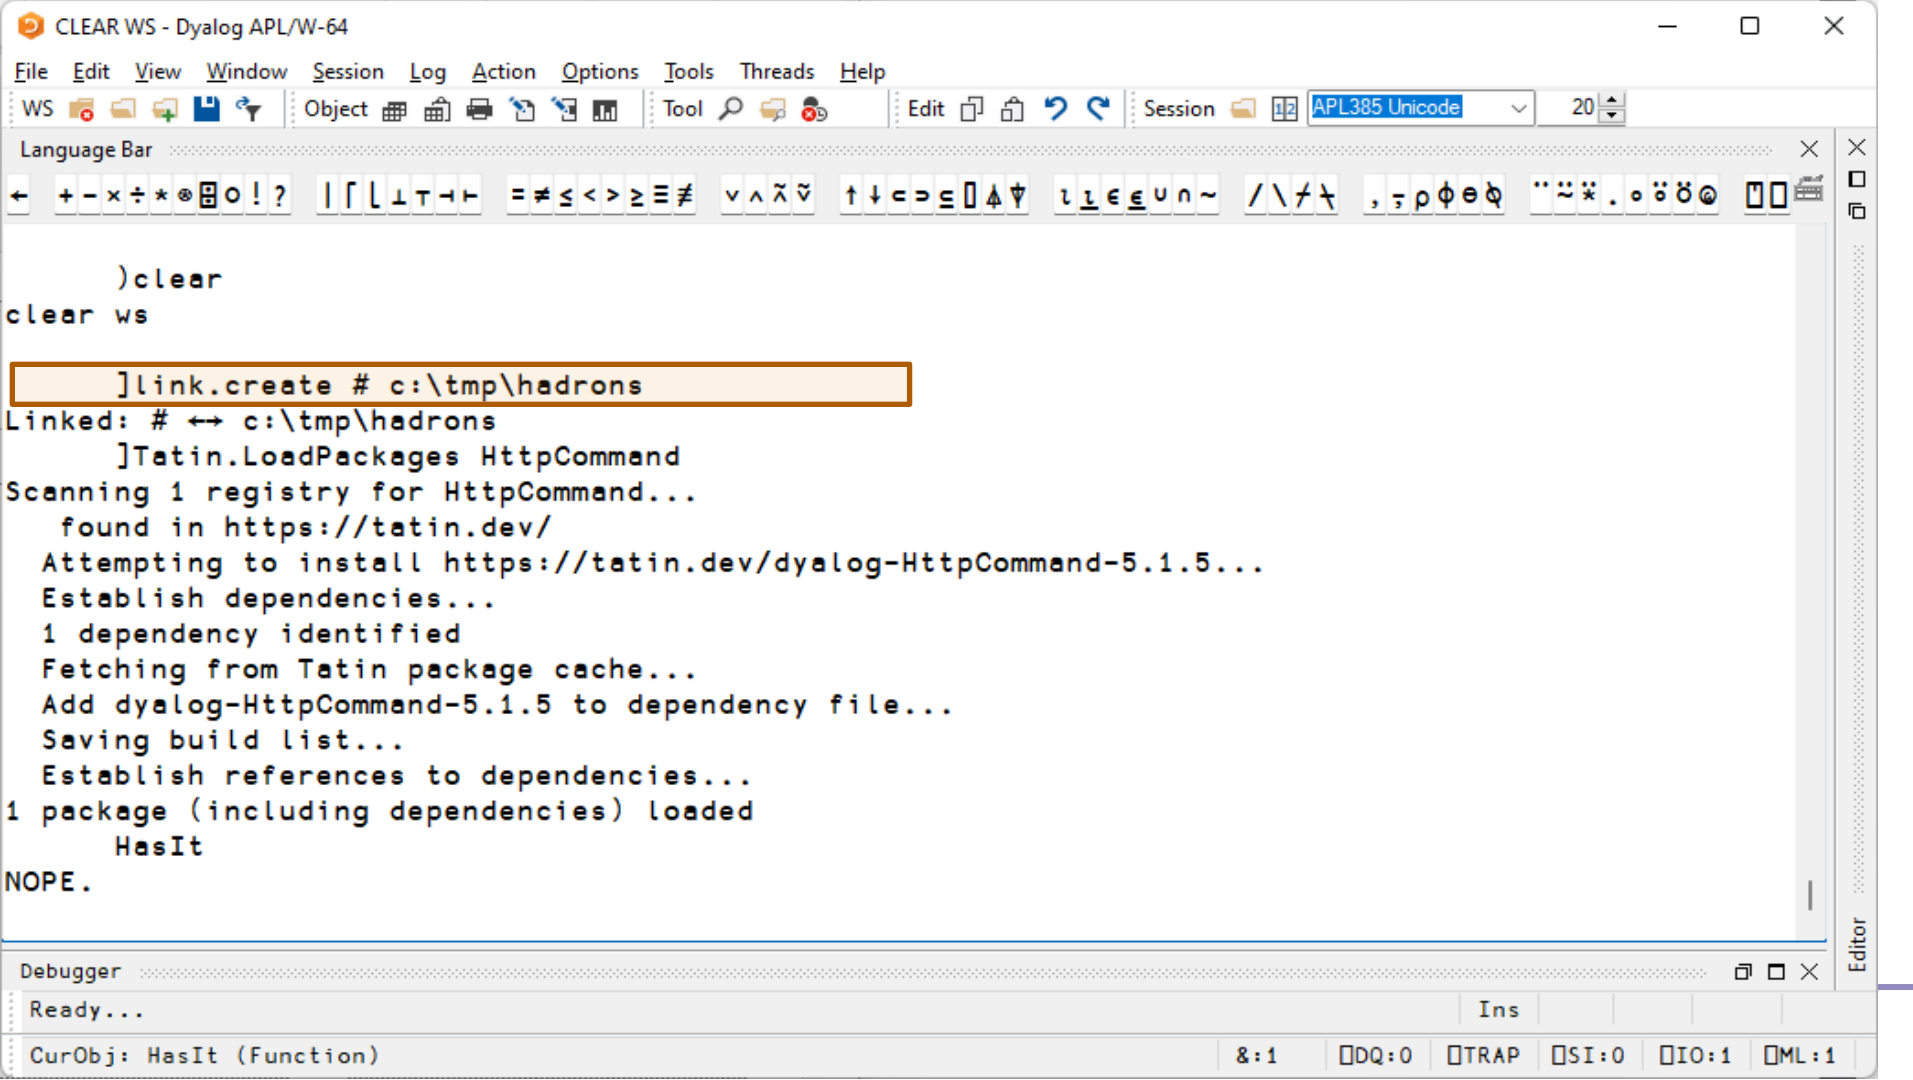 CLEAR WS - Dyalog APL/W-64
File Edit View Window Session Log Action Options Tools Threads Help
WS Object Tool Edit Session APL385 Unicode 20
Language Bar
← + - × ÷ * ⍟ ⌹ ○ ! ? | ⌈ ⌊ ⊥ ⊤ ⊣ ⊢ = ≠ ≤ < > ≥ ≡ ≢ ∨ ∧ ⍲ ⍱ ↑ ↓ ⊂ ⊃ ⊆ ⌷ ⍋ ⍒ ⍳ ⍸ ∊ ⍷ ∪ ∩ ~ / \ ⌿ ⍀ , ⍪ ⍴ ⌽ ⊖ ⍉ ¨ ⍨ ⍣ . ∘ ⍤ ⍥ @ ⍞ ⎕
)clear
clear ws
]link.create # c:\tmp\hadrons
Linked: # ←→ c:\tmp\hadrons
]Tatin.LoadPackages HttpCommand
Scanning 1 registry for HttpCommand...
found in https://tatin.dev/
Attempting to install https://tatin.dev/dyalog-HttpCommand-5.1.5...
Establish dependencies...
1 dependency identified
Fetching from Tatin package cache...
Add dyalog-HttpCommand-5.1.5 to dependency file...
Saving build list...
Establish references to dependencies...
1 package (including dependencies) loaded
HasIt
NOPE.
Editor
Debugger
Ready... Ins
CurObj: HasIt (Function) &:1 ⎕DQ:0 ⎕TRAP ⎕SI:0 ⎕IO:1 ⎕ML:1